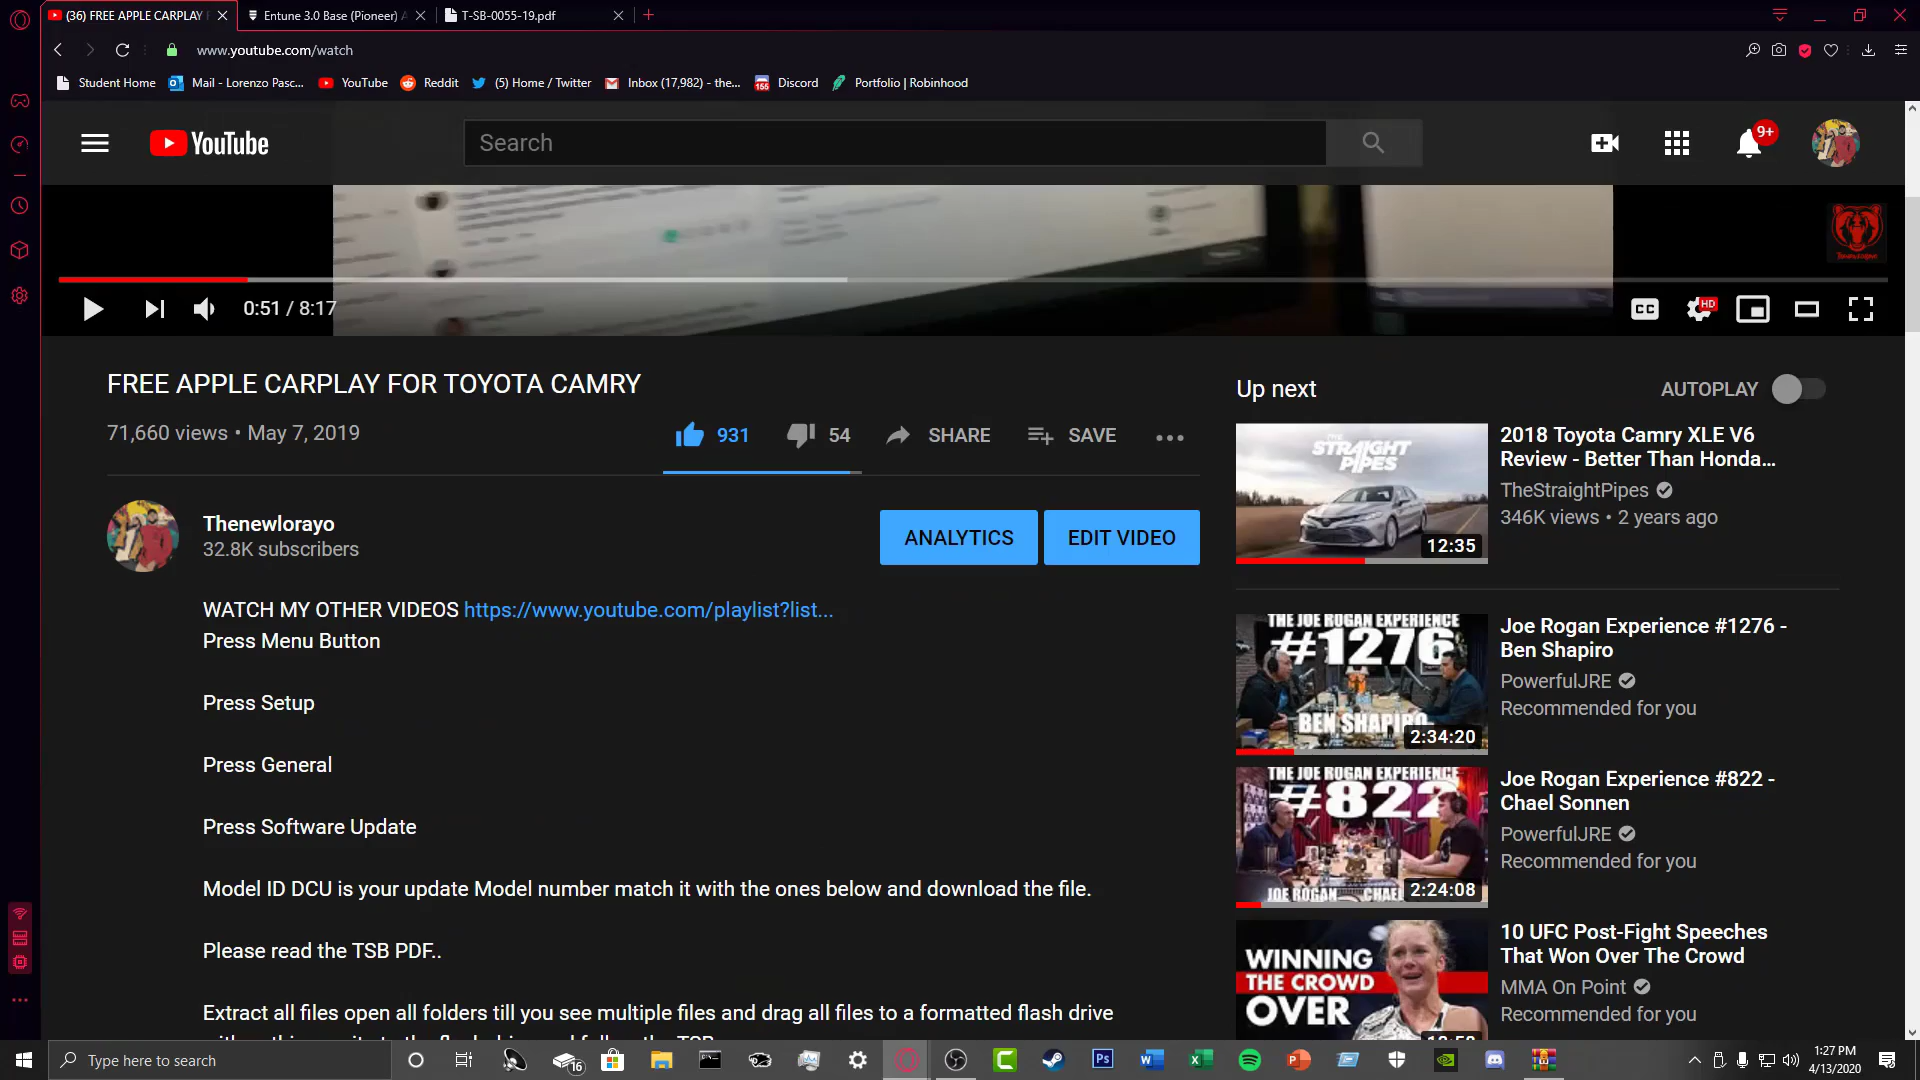 (36) FREE APPLE CARPLAY F
Entune 3.0 Base (Pioneer) A
T-SB-0055-19.pdf
www.youtube.com/watch
Student Home
Mail - Lorenzo Pasc...
YouTube
Reddit
(5) Home / Twitter
Inbox (17,982) - the...
156
Discord
Portfolio | Robinhood
YouTube
Search
9+
0:51 / 8:17
CC
HD
FREE APPLE CARPLAY FOR TOYOTA CAMRY
71,660 views • May 7, 2019
931
54
SHARE
SAVE
Thenewlorayo
32.8K subscribers
ANALYTICS
EDIT VIDEO
WATCH MY OTHER VIDEOS https://www.youtube.com/playlist?list...
Press Menu Button
Press Setup
Press General
Press Software Update
Model ID DCU is your update Model number match it with the ones below and download the file.
Please read the TSB PDF..
Extract all files open all folders till you see multiple files and drag all files to a formatted flash drive
Up next
AUTOPLAY
THE STRAIGHT PIPES
12:35
2018 Toyota Camry XLE V6
Review - Better Than Honda...
TheStraightPipes
346K views • 2 years ago
THE JOE ROGAN EXPERIENCE
#1276
BEN SHAPIRO
2:34:20
Joe Rogan Experience #1276 -
Ben Shapiro
PowerfulJRE
Recommended for you
THE JOE ROGAN EXPERIENCE
#822
JOE ROGAN CHAEL
2:24:08
Joe Rogan Experience #822 -
Chael Sonnen
PowerfulJRE
Recommended for you
WINNING
THE CROWD
OVER
10 UFC Post-Fight Speeches
That Won Over The Crowd
MMA On Point
Recommended for you
Type here to search
16
1:27 PM
4/13/2020